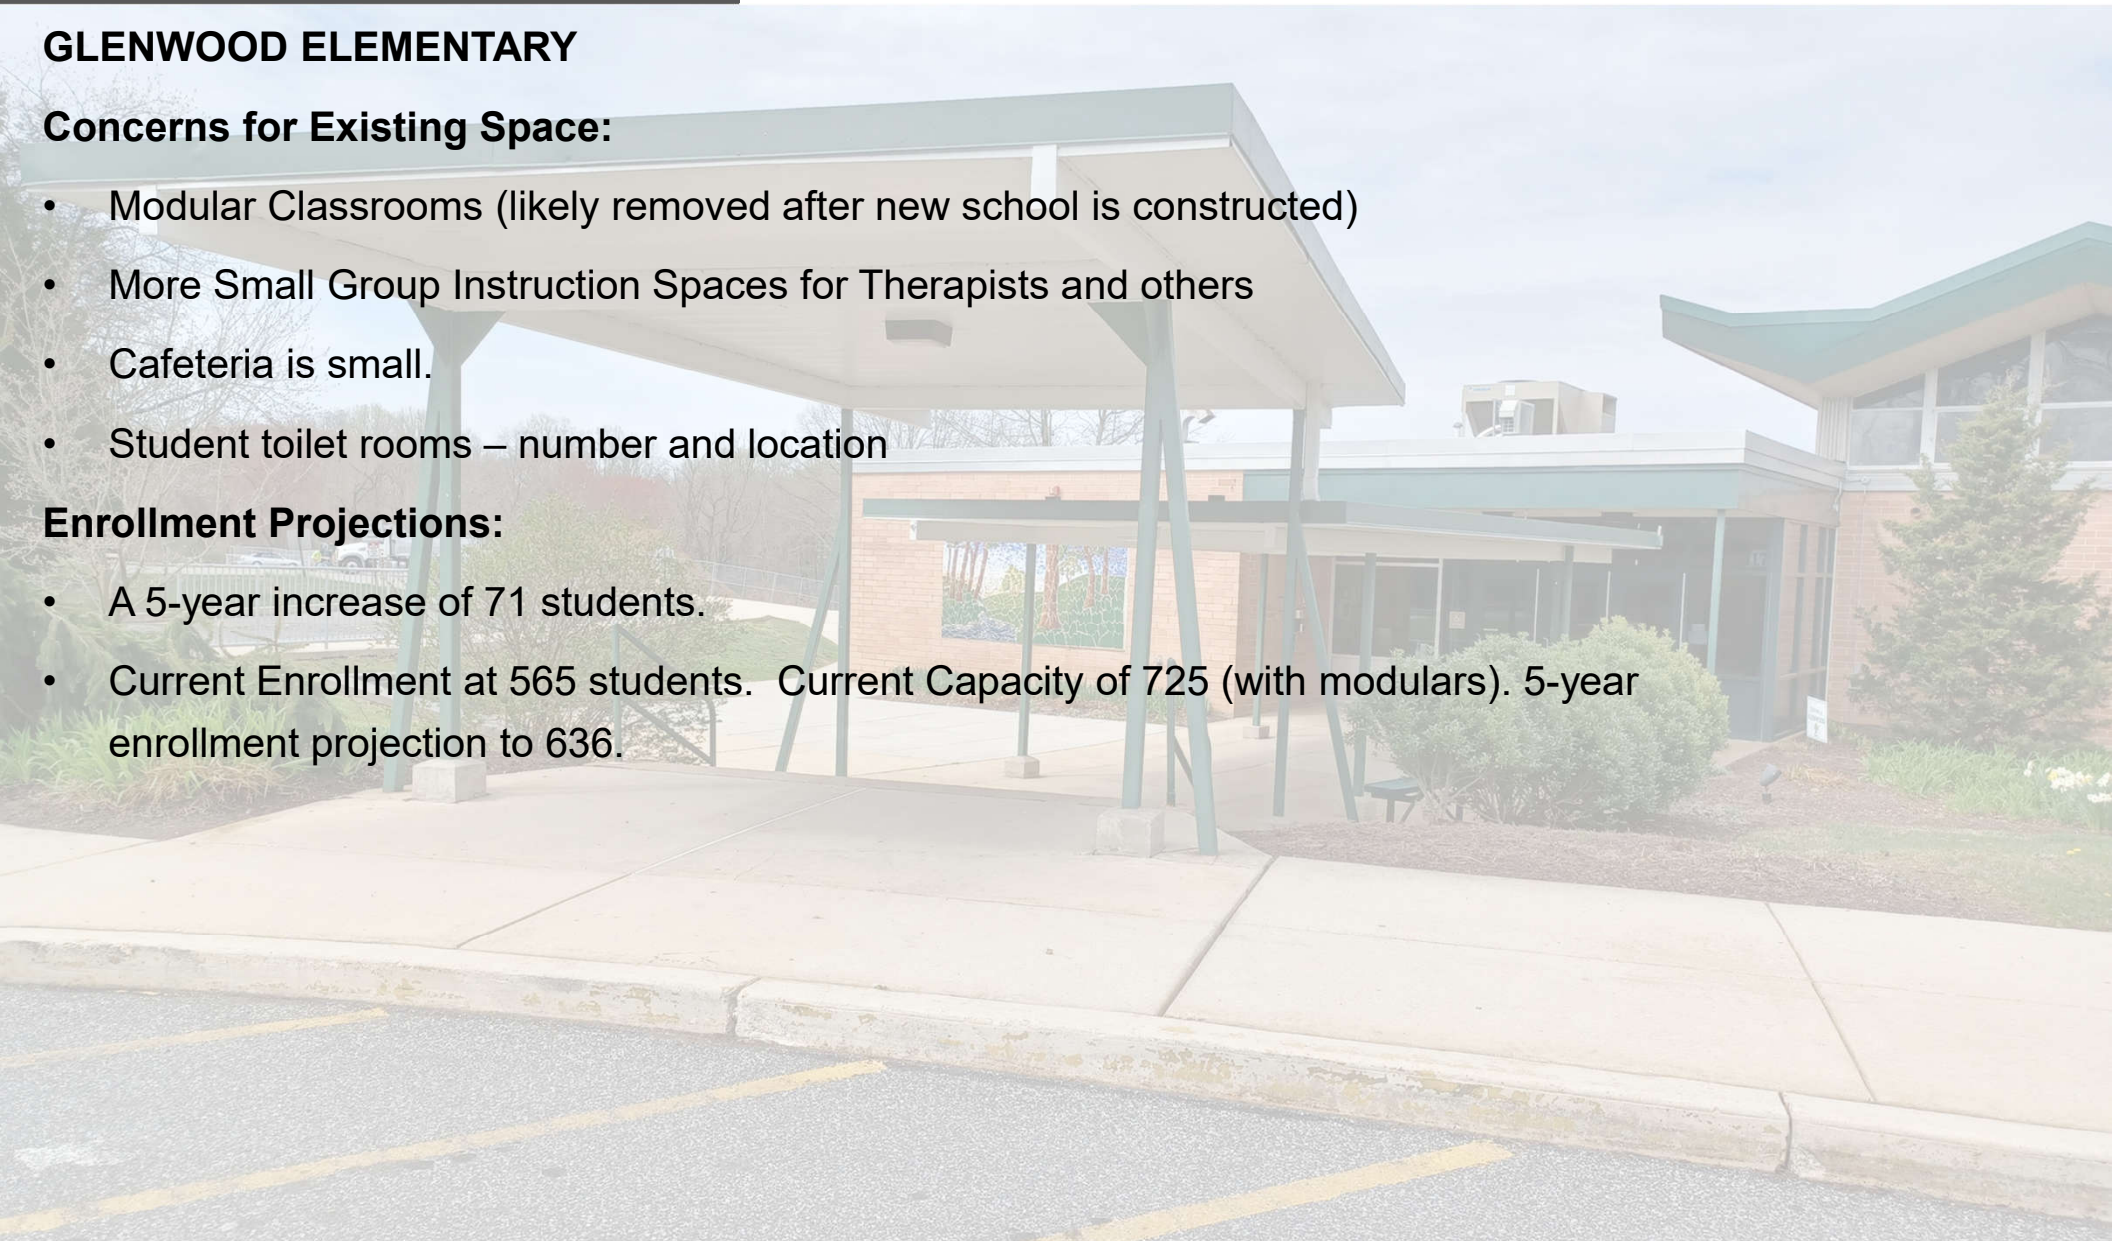 GLENWOOD ELEMENTARY
Concerns for Existing Space:
• Modular Classrooms (likely removed after new school is constructed)
• More Small Group Instruction Spaces for Therapists and others
• Cafeteria is small.
• Student toilet rooms – number and location
Enrollment Projections:
• A 5-year increase of 71 students.
• Current Enrollment at 565 students.  Current Capacity of 725 (with modulars). 5-year
enrollment projection to 636.